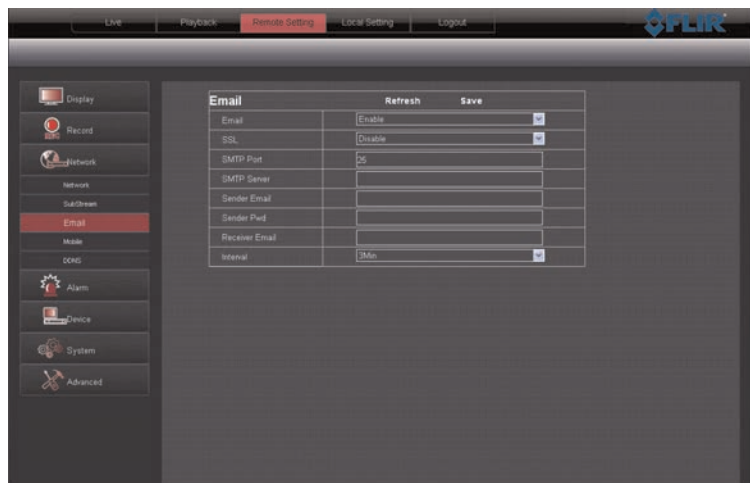 Live Playback Remote Setting Local Setting Logout
FLIR
Display
Record
Network
Network
SubStream
Email
Mobile
DDNS
Alarm
Device
System
Advanced
Email Refresh Save
Email Enable
SSL Disable
SMTP Port 25
SMTP Server
Sender Email
Sender Pwd
Receiver Email
Interval 3Min